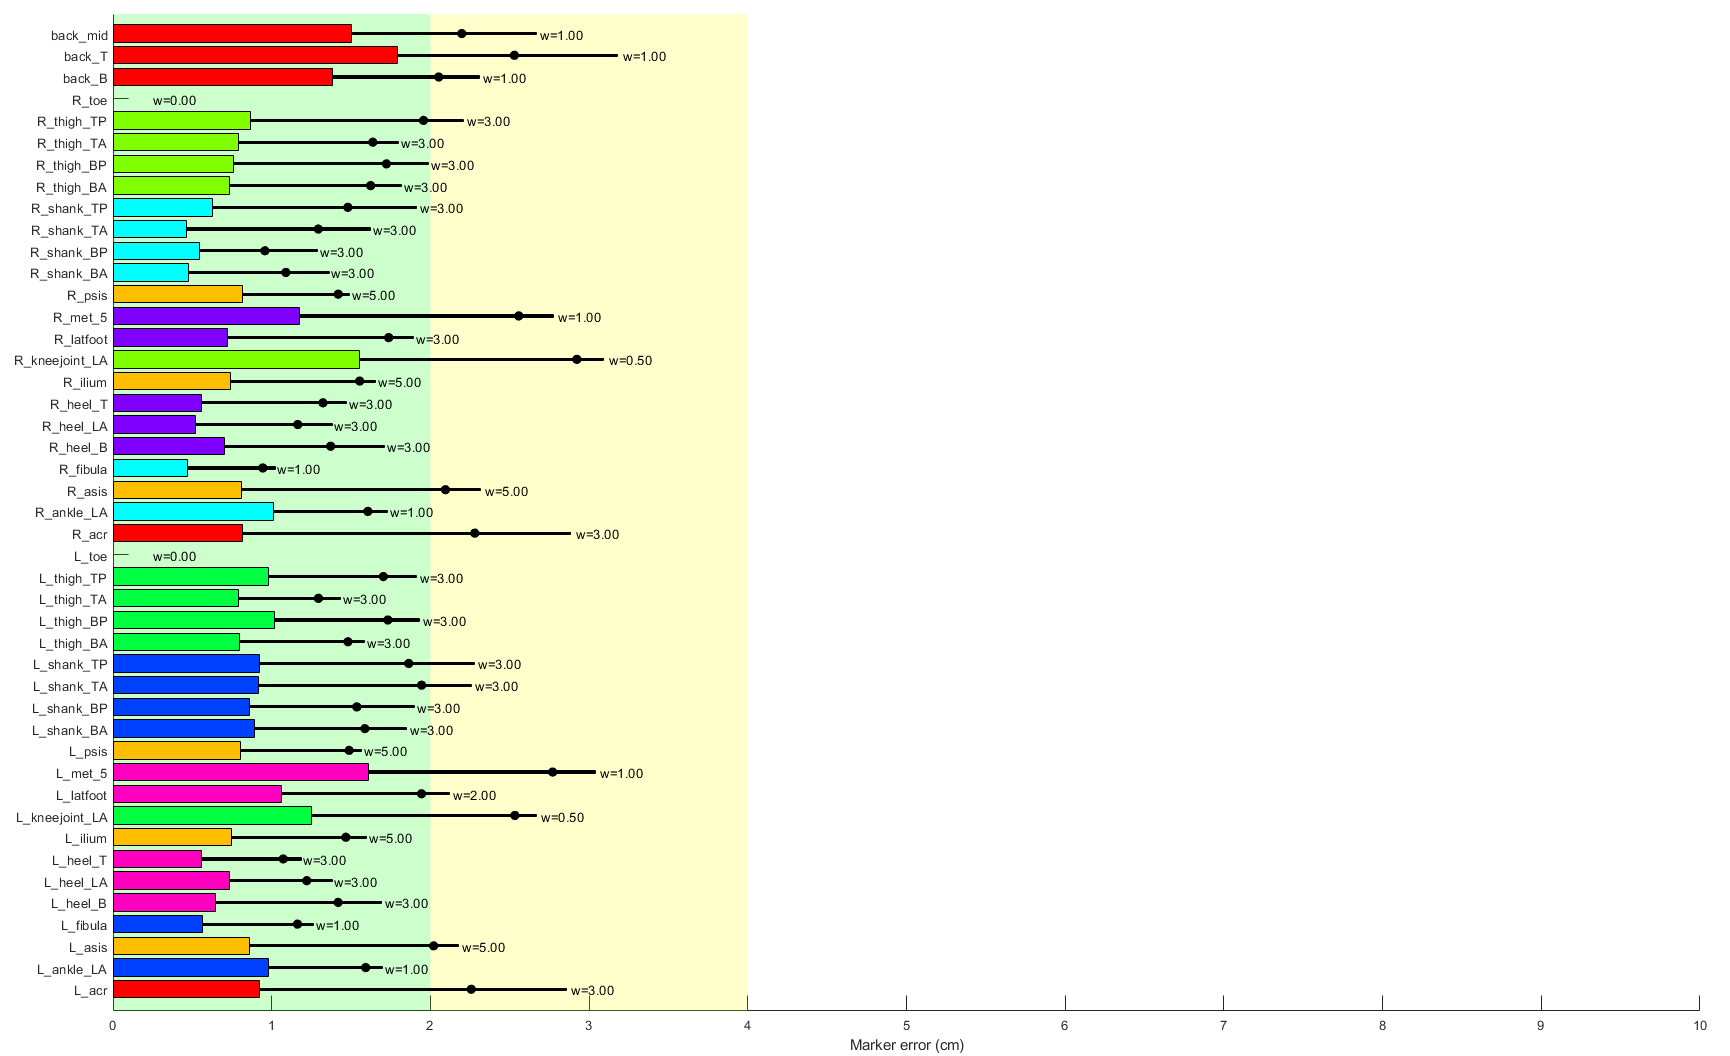 back_mid w=1.00
back_T w=1.00
back_B w=1.00
R_toe w=0.00
R_thigh_TP w=3.00
R_thigh_TA w=3.00
R_thigh_BP w=3.00
R_thigh_BA w=3.00
R_shank_TP w=3.00
R_shank_TA w=3.00
R_shank_BP w=3.00
R_shank_BA w=3.00
R_psis w=5.00
R_met_5 w=1.00
R_latfoot w=3.00
R_kneejoint_LA w=0.50
R_ilium w=5.00
R_heel_T w=3.00
R_heel_LA w=3.00
R_heel_B w=3.00
R_fibula w=1.00
R_asis w=5.00
R_ankle_LA w=1.00
R_acr w=3.00
L_toe w=0.00
L_thigh_TP w=3.00
L_thigh_TA w=3.00
L_thigh_BP w=3.00
L_thigh_BA w=3.00
L_shank_TP w=3.00
L_shank_TA w=3.00
L_shank_BP w=3.00
L_shank_BA w=3.00
L_psis w=5.00
L_met_5 w=1.00
L_latfoot w=2.00
L_kneejoint_LA w=0.50
L_ilium w=5.00
L_heel_T w=3.00
L_heel_LA w=3.00
L_heel_B w=3.00
L_fibula w=1.00
L_asis w=5.00
L_ankle_LA w=1.00
L_acr w=3.00
0 1 2 3 4 5 6 7 8 9 10
Marker error (cm)